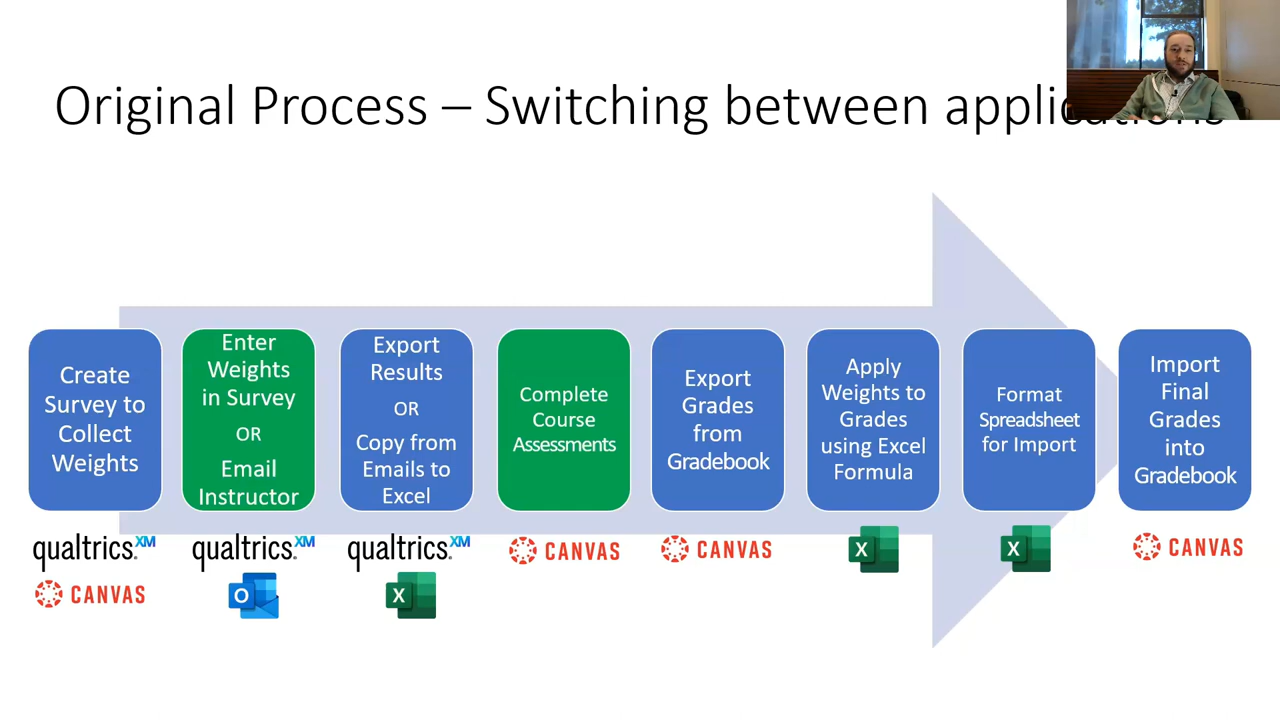 Original Process – Switching between applications
Create
Survey to
Collect
Weights
Enter
Weights
in Survey
OR
Email
Instructor
Export
Results
OR
Copy from
Emails to
Excel
Complete
Course
Assessments
Export
Grades
from
Gradebook
Apply
Weights to
Grades
using Excel
Formula
Format
Spreadsheet
for Import
Import
Final
Grades
into
Gradebook
qualtrics.XM
CANVAS
qualtrics.XM
O
qualtrics.XM
X
CANVAS
CANVAS
X
X
CANVAS